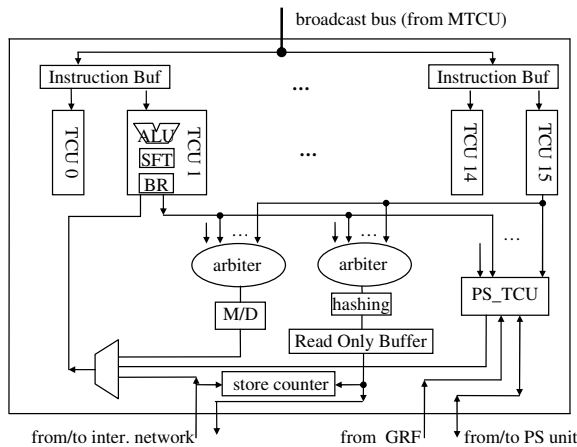 broadcast bus (from MTCU)
Instruction Buf
...
Instruction Buf
TCU 0
ALU
SFT
BR
TCU 1
...
TCU 14
TCU 15
...
...
...
arbiter
arbiter
hashing
PS_TCU
M/D
Read Only Buffer
store counter
from/to inter. network
from GRF
from/to PS unit